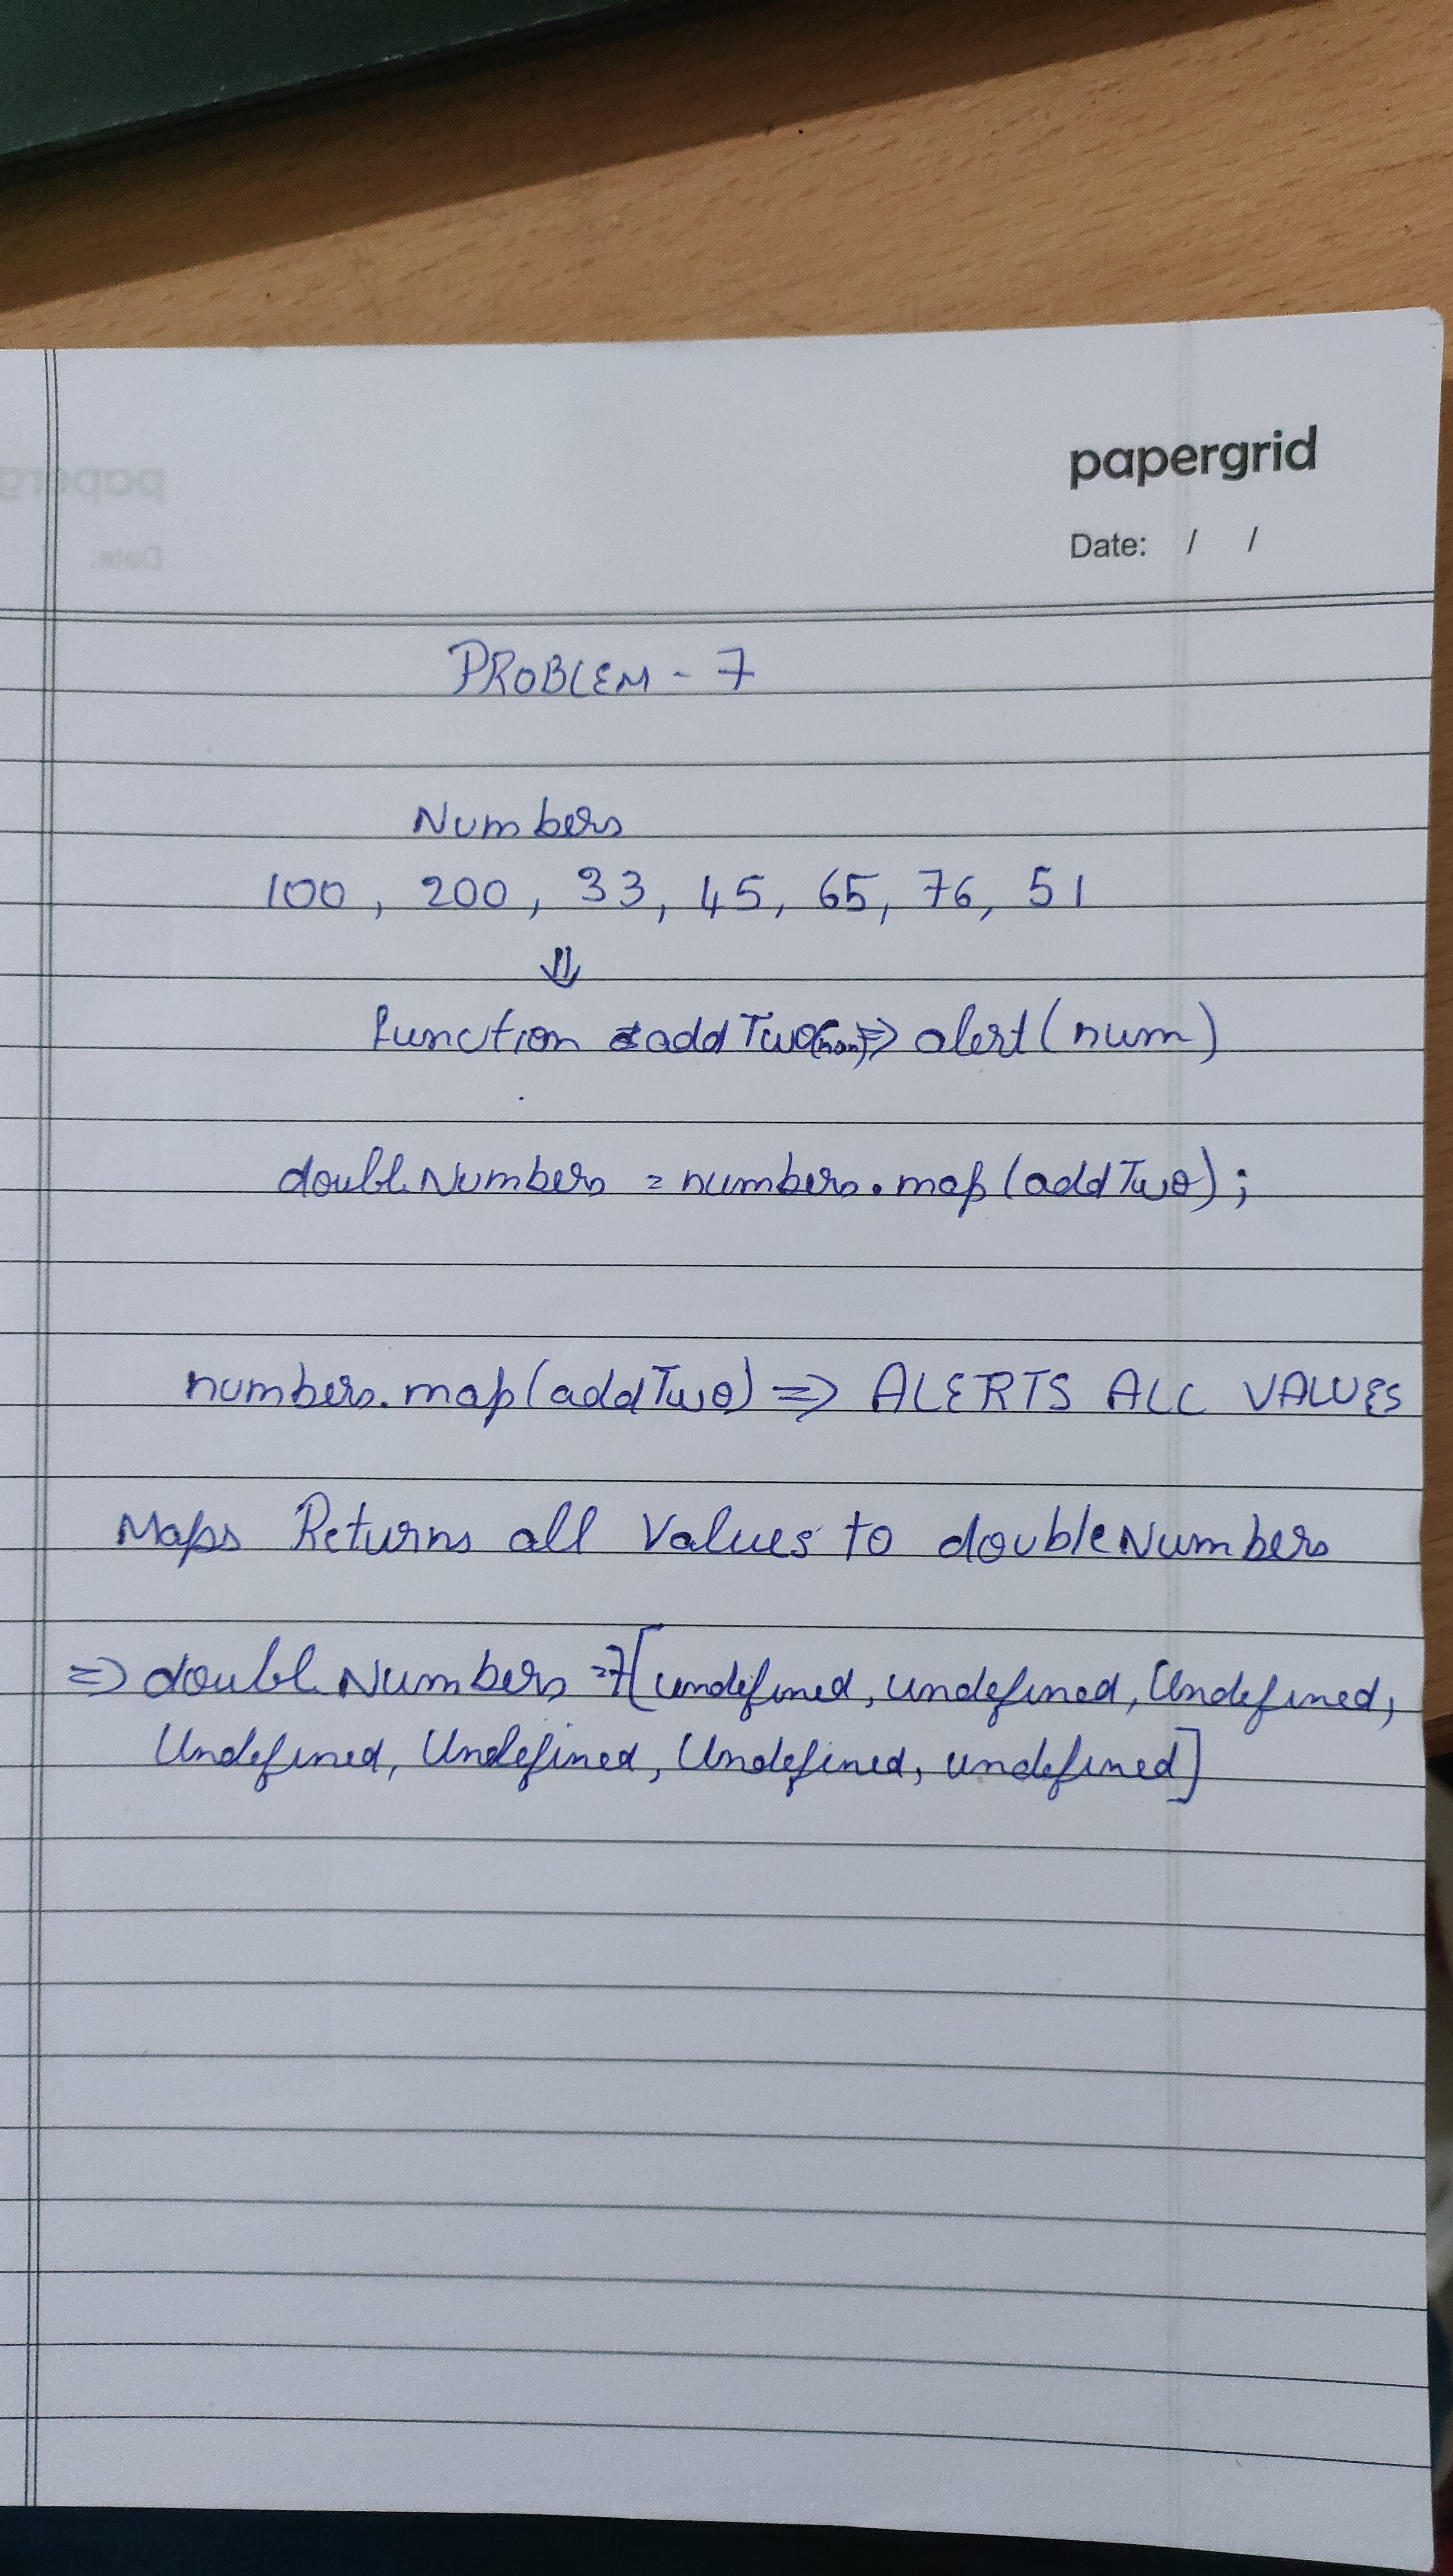 papergrid
Date: / /
PROBLEM - 7
Numbers
100, 200, 33, 45, 65, 76, 51
⇓
function addTwo(num) => alert(num)
doubleNumbers = numbers.map(addTwo);
numbers.map(addTwo) => ALERTS ALL VALUES
Maps Returns all Values to doubleNumbers
=> doubleNumbers => [undefined, undefined, Undefined,
Undefined, Undefined, Undefined, undefined]